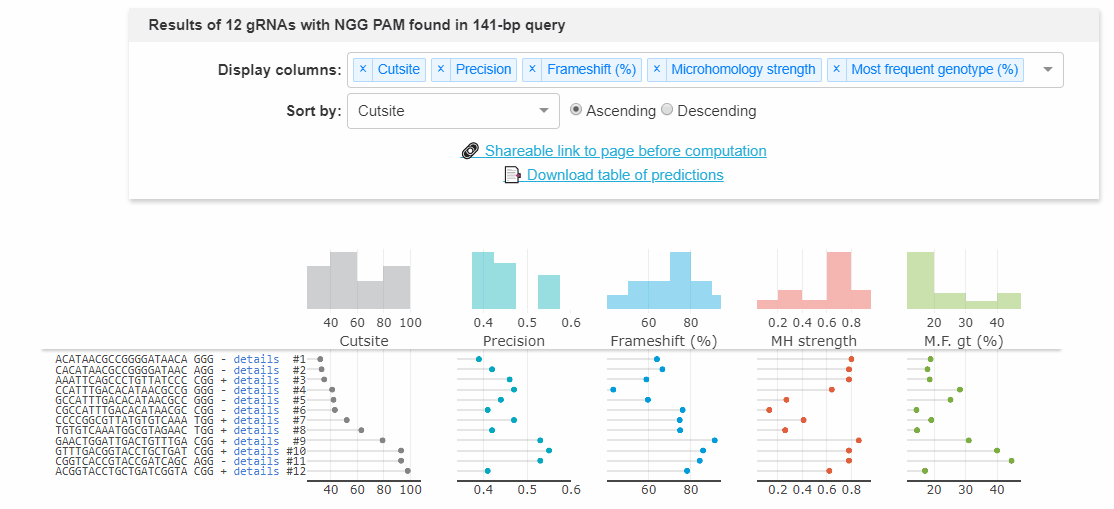 Results of 12 gRNAs with NGG PAM found in 141-bp query
Display columns: × Cutsite × Precision × Frameshift (%) × Microhomology strength × Most frequent genotype (%)
Sort by: Cutsite Ascending Descending
Shareable link to page before computation
Download table of predictions
40 60 80 100 0.4 0.5 0.6 60 80 0.2 0.4 0.6 0.8 20 30 40
Cutsite Precision Frameshift (%) MH strength M.F. gt (%)
ACATAACGCCGGGGATAACA GGG - details #1
CACATAACGCCGGGGATAAC AGG - details #2
AAATTCAGCCCTGTTATCCC CGG + details #3
CCATTTGACACATAACGCCG GGG - details #4
GCCATTTGACACATAACGCC GGG - details #5
CGCCATTTGACACATAACGC CGG - details #6
CCCCGGCGTTATGTGTCAAA TGG + details #7
TGTGTCAAATGGCGTAGAAC TGG + details #8
GAACTGGATTGACTGTTTGA CGG + details #9
GTTTGACGGTACCTGCTGAT CGG + details #10
CGGTCACCGTACCGATCAGC AGG - details #11
ACGGTACCTGCTGATCGGTA CGG + details #12
40 60 80 100 0.4 0.5 0.6 60 80 0.2 0.4 0.6 0.8 20 30 40